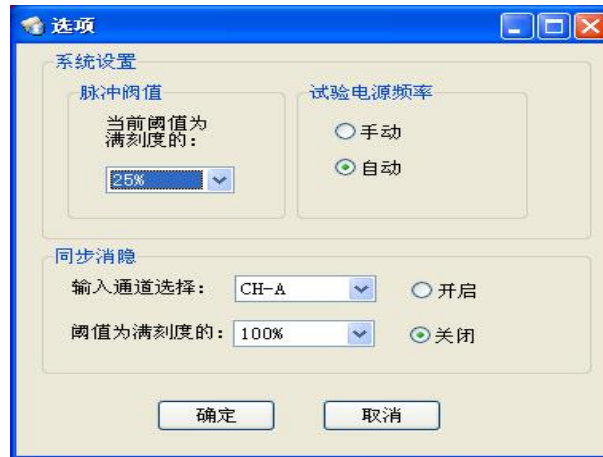 选项
系统设置
脉冲阀值
当前阈值为
满刻度的：
25%
试验电源频率
手动
自动
同步消隐
输入通道选择： CH-A 开启
阈值为满刻度的： 100% 关闭
确定 取消